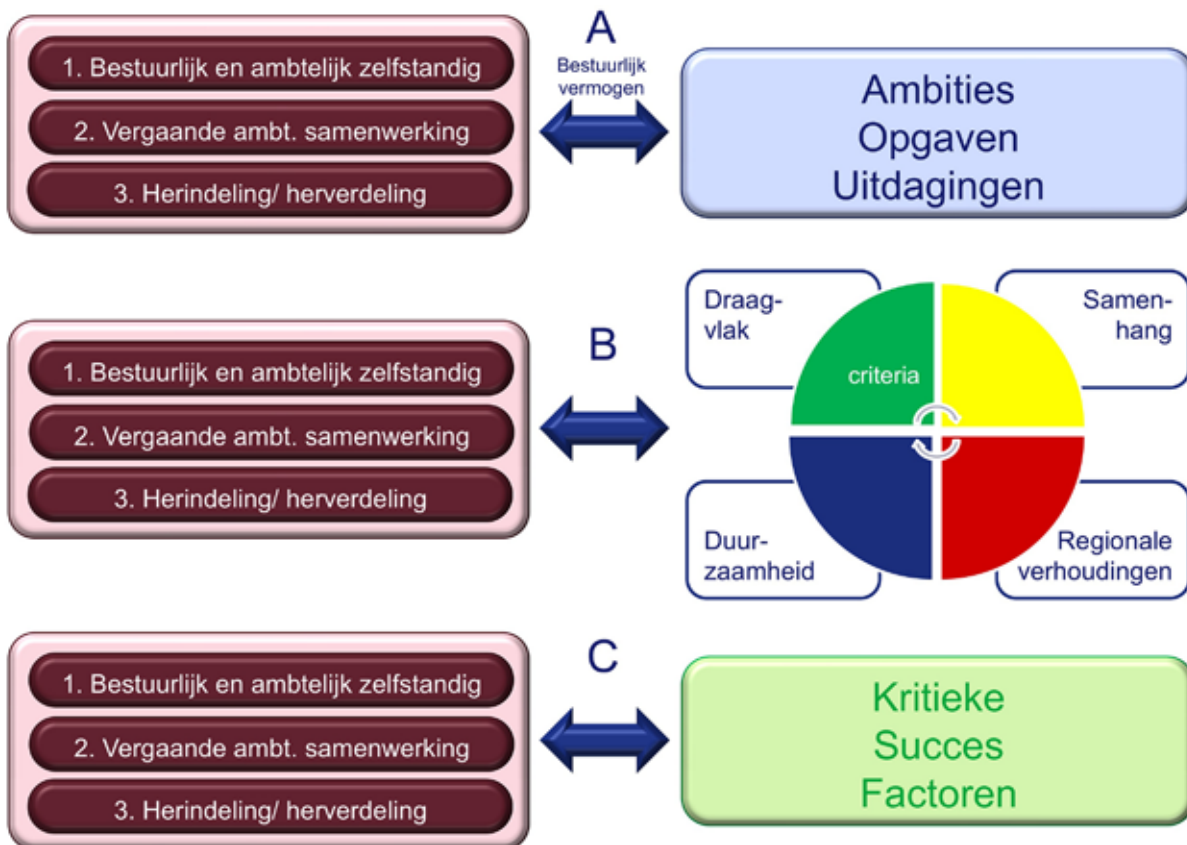 1. Bestuurlijk en ambtelijk zelfstandig
2. Vergaande ambt. samenwerking
3. Herindeling/ herverdeling
A
Bestuurlijk
vermogen
Ambities
Opgaven
Uitdagingen
1. Bestuurlijk en ambtelijk zelfstandig
2. Vergaande ambt. samenwerking
3. Herindeling/ herverdeling
B
Draag-
vlak
Samen-
hang
criteria
Duur-
zaamheid
Regionale
verhoudingen
1. Bestuurlijk en ambtelijk zelfstandig
2. Vergaande ambt. samenwerking
3. Herindeling/ herverdeling
C
Kritieke
Succes
Factoren